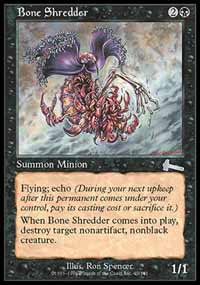 Bone Shredder 2
Summon Minion
Flying; echo (During your next upkeep
after this permanent comes under your
control, pay its casting cost or sacrifice it.)
When Bone Shredder comes into play,
destroy target nonartifact, nonblack
creature.
Illus. Ron Spencer
1/1